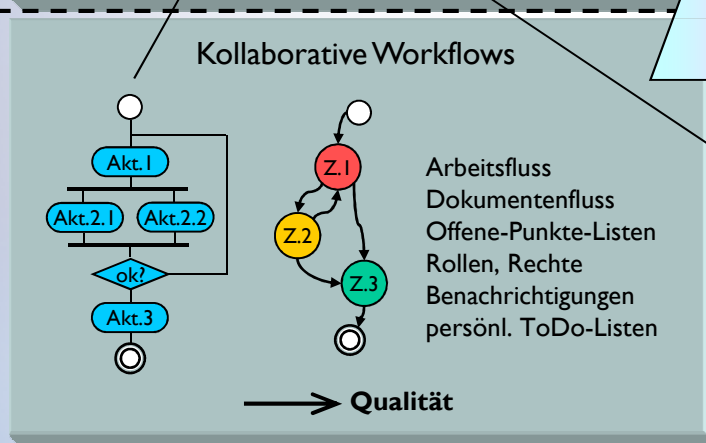 Kollaborative Workflows
Akt.1
Akt.2.1
Akt.2.2
ok?
Akt.3
Z.1
Z.2
Z.3
Arbeitsfluss
Dokumentenfluss
Offene-Punkte-Listen
Rollen, Rechte
Benachrichtigungen
persönl. ToDo-Listen
Qualität